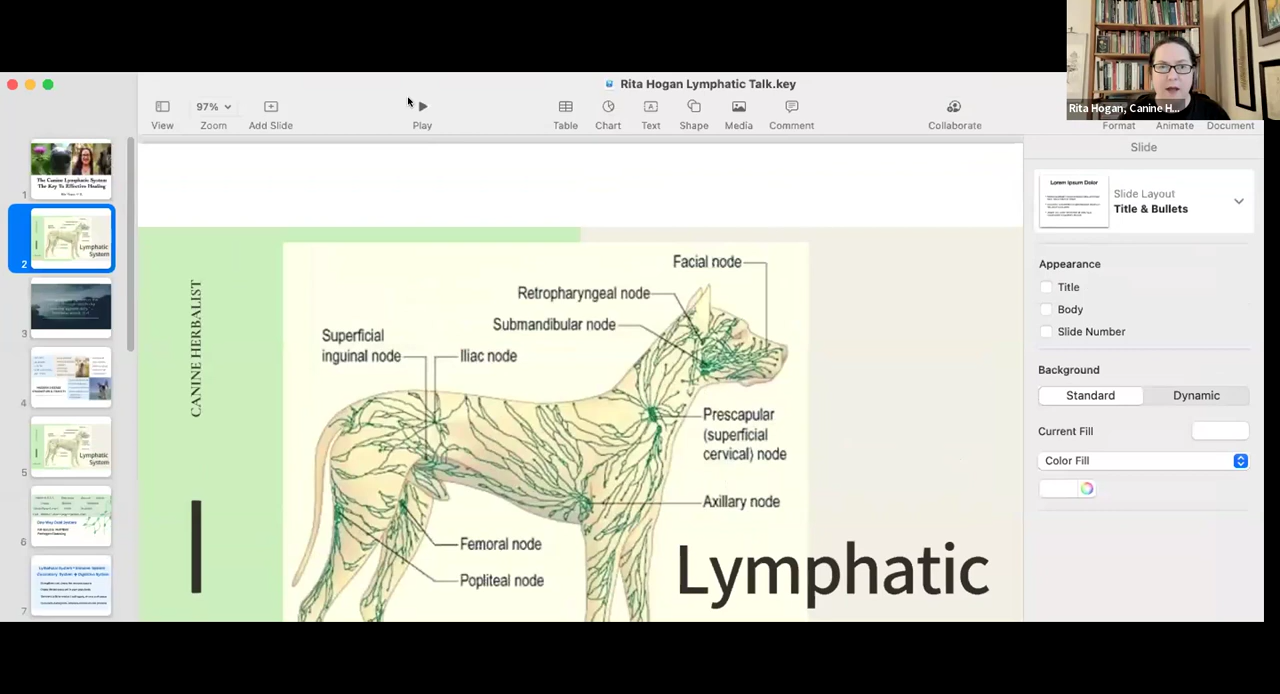 Rita Hogan Lymphatic Talk.key
Rita Hogan, Canine H...
97%
View
Zoom
Add Slide
Play
Table
Chart
Text
Shape
Media
Comment
Collaborate
Format
Animate
Document
1
The Canine Lymphatic System
The Key To Effective Healing
2
Lymphatic
System
3
4
5
Lymphatic
System
6
7
CANINE HERBALIST
Facial node
Retropharyngeal node
Submandibular node
Superficial
inguinal node
Iliac node
Prescapular
(superficial
cervical) node
Axillary node
Femoral node
Popliteal node
Lymphatic
Slide
Lorem Ipsum Dolor
Slide Layout
Title & Bullets
Appearance
Title
Body
Slide Number
Background
Standard
Dynamic
Current Fill
Color Fill